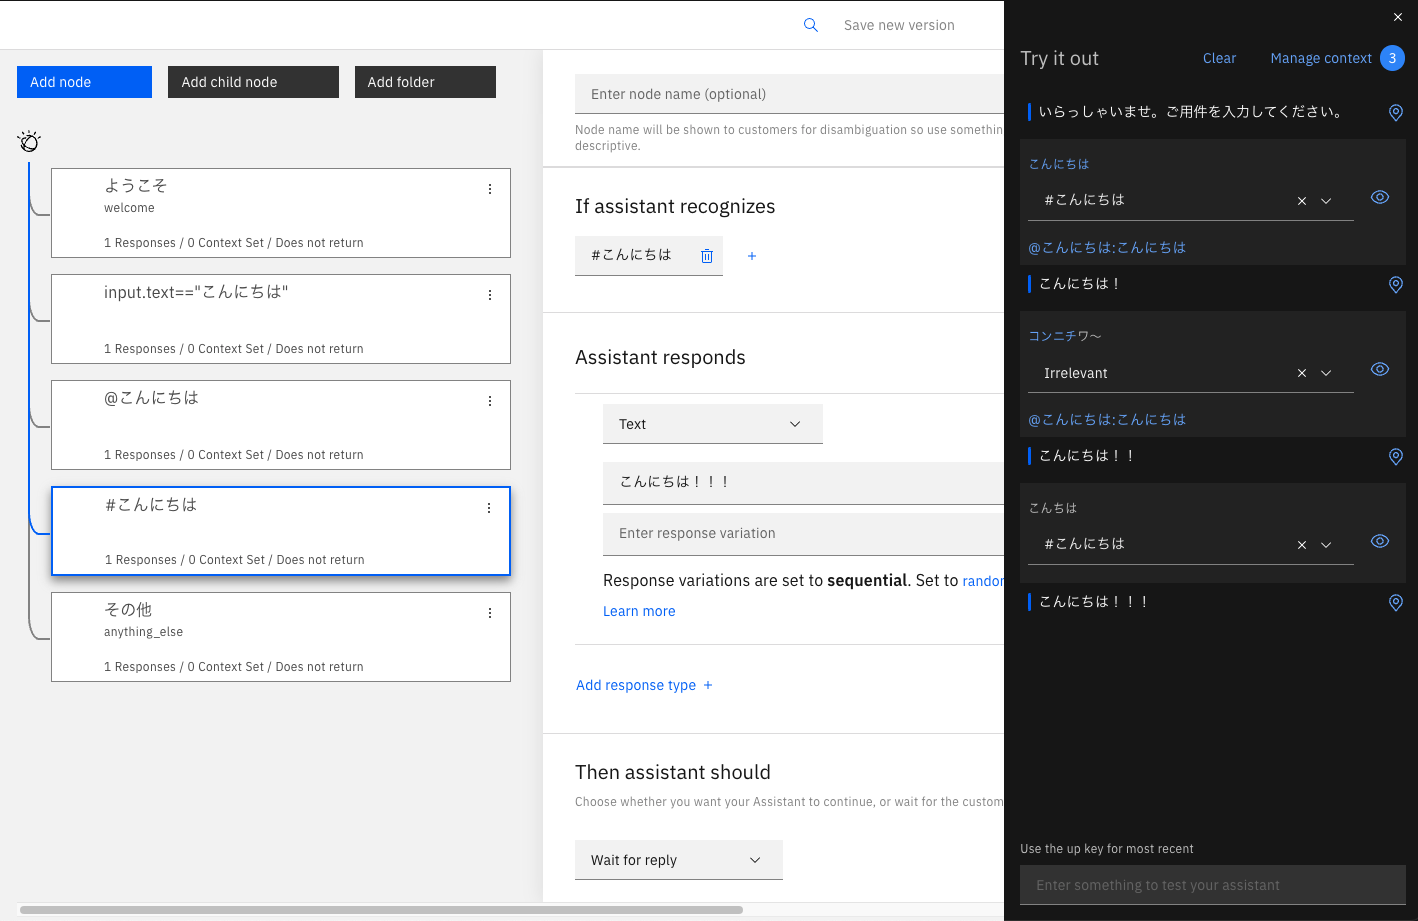 Save new version
Add node
Add child node
Add folder
ようこそ
welcome
1 Responses / 0 Context Set / Does not return
input.text=="こんにちは"
1 Responses / 0 Context Set / Does not return
@こんにちは
1 Responses / 0 Context Set / Does not return
#こんにちは
1 Responses / 0 Context Set / Does not return
その他
anything_else
1 Responses / 0 Context Set / Does not return
Enter node name (optional)
Node name will be shown to customers for disambiguation so use somethin
descriptive.
If assistant recognizes
#こんにちは
Assistant responds
Text
こんにちは！！！
Enter response variation
Response variations are set to sequential. Set to randor
Learn more
Add response type +
Then assistant should
Choose whether you want your Assistant to continue, or wait for the custom
Wait for reply
Try it out
Clear
Manage context 3
いらっしゃいませ。ご用件を入力してください。
こんにちは
#こんにちは
@こんにちは:こんにちは
こんにちは！
コンニチワ〜
Irrelevant
@こんにちは:こんにちは
こんにちは！！
こんちは
#こんにちは
こんにちは！！！
Use the up key for most recent
Enter something to test your assistant